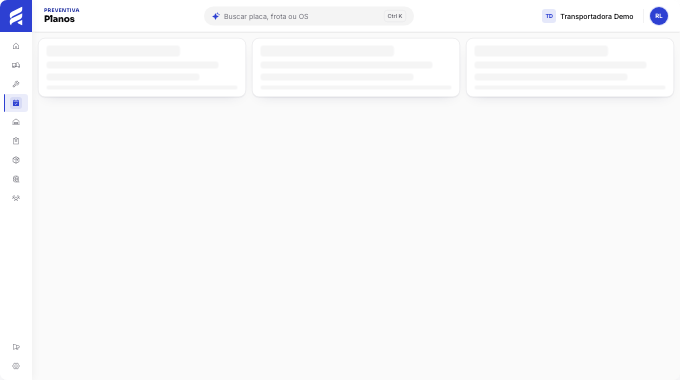 PREVENTIVA
Planos
Buscar placa, frota ou OS
Ctrl K
TD
Transportadora Demo
RL